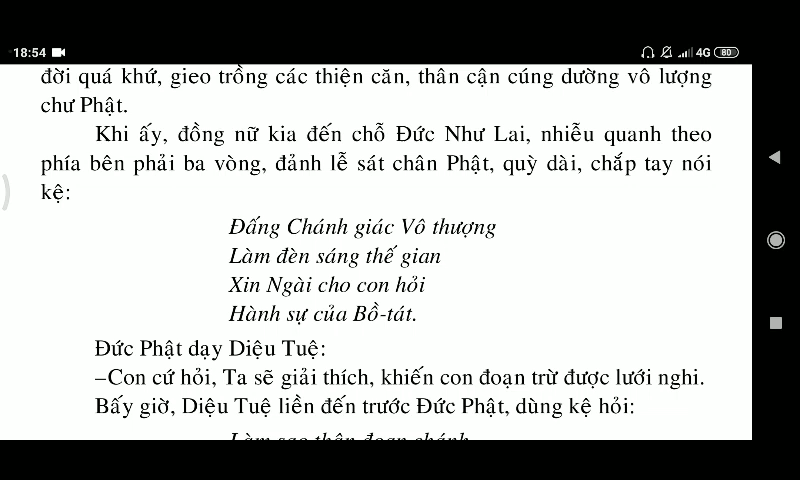 18:54
4G 80
đời quá khứ, gieo trồng các thiện căn, thân cận cúng dường vô lượng
chư Phật.
Khi ấy, đồng nữ kia đến chỗ Đức Như Lai, nhiễu quanh theo
phía bên phải ba vòng, đảnh lễ sát chân Phật, quỳ dài, chắp tay nói
kệ:
Đấng Chánh giác Vô thượng
Làm đèn sáng thế gian
Xin Ngài cho con hỏi
Hành sự của Bồ-tát.
Đức Phật dạy Diệu Tuệ:
–Con cứ hỏi, Ta sẽ giải thích, khiến con đoạn trừ được lưới nghi.
Bấy giờ, Diệu Tuệ liền đến trước Đức Phật, dùng kệ hỏi:
Làm sao thân đoan chánh